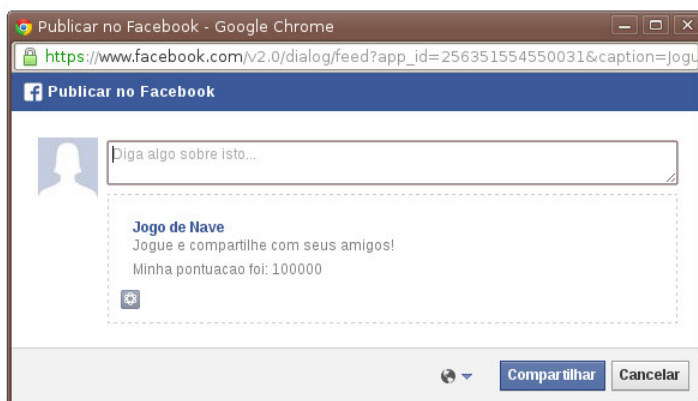 Publicar no Facebook - Google Chrome
https://www.facebook.com/v2.0/dialog/feed?app_id=256351554550031&caption=Jogu
Publicar no Facebook
Diga algo sobre isto...
Jogo de Nave
Jogue e compartilhe com seus amigos!
Minha pontuacao foi: 100000
Compartilhar Cancelar